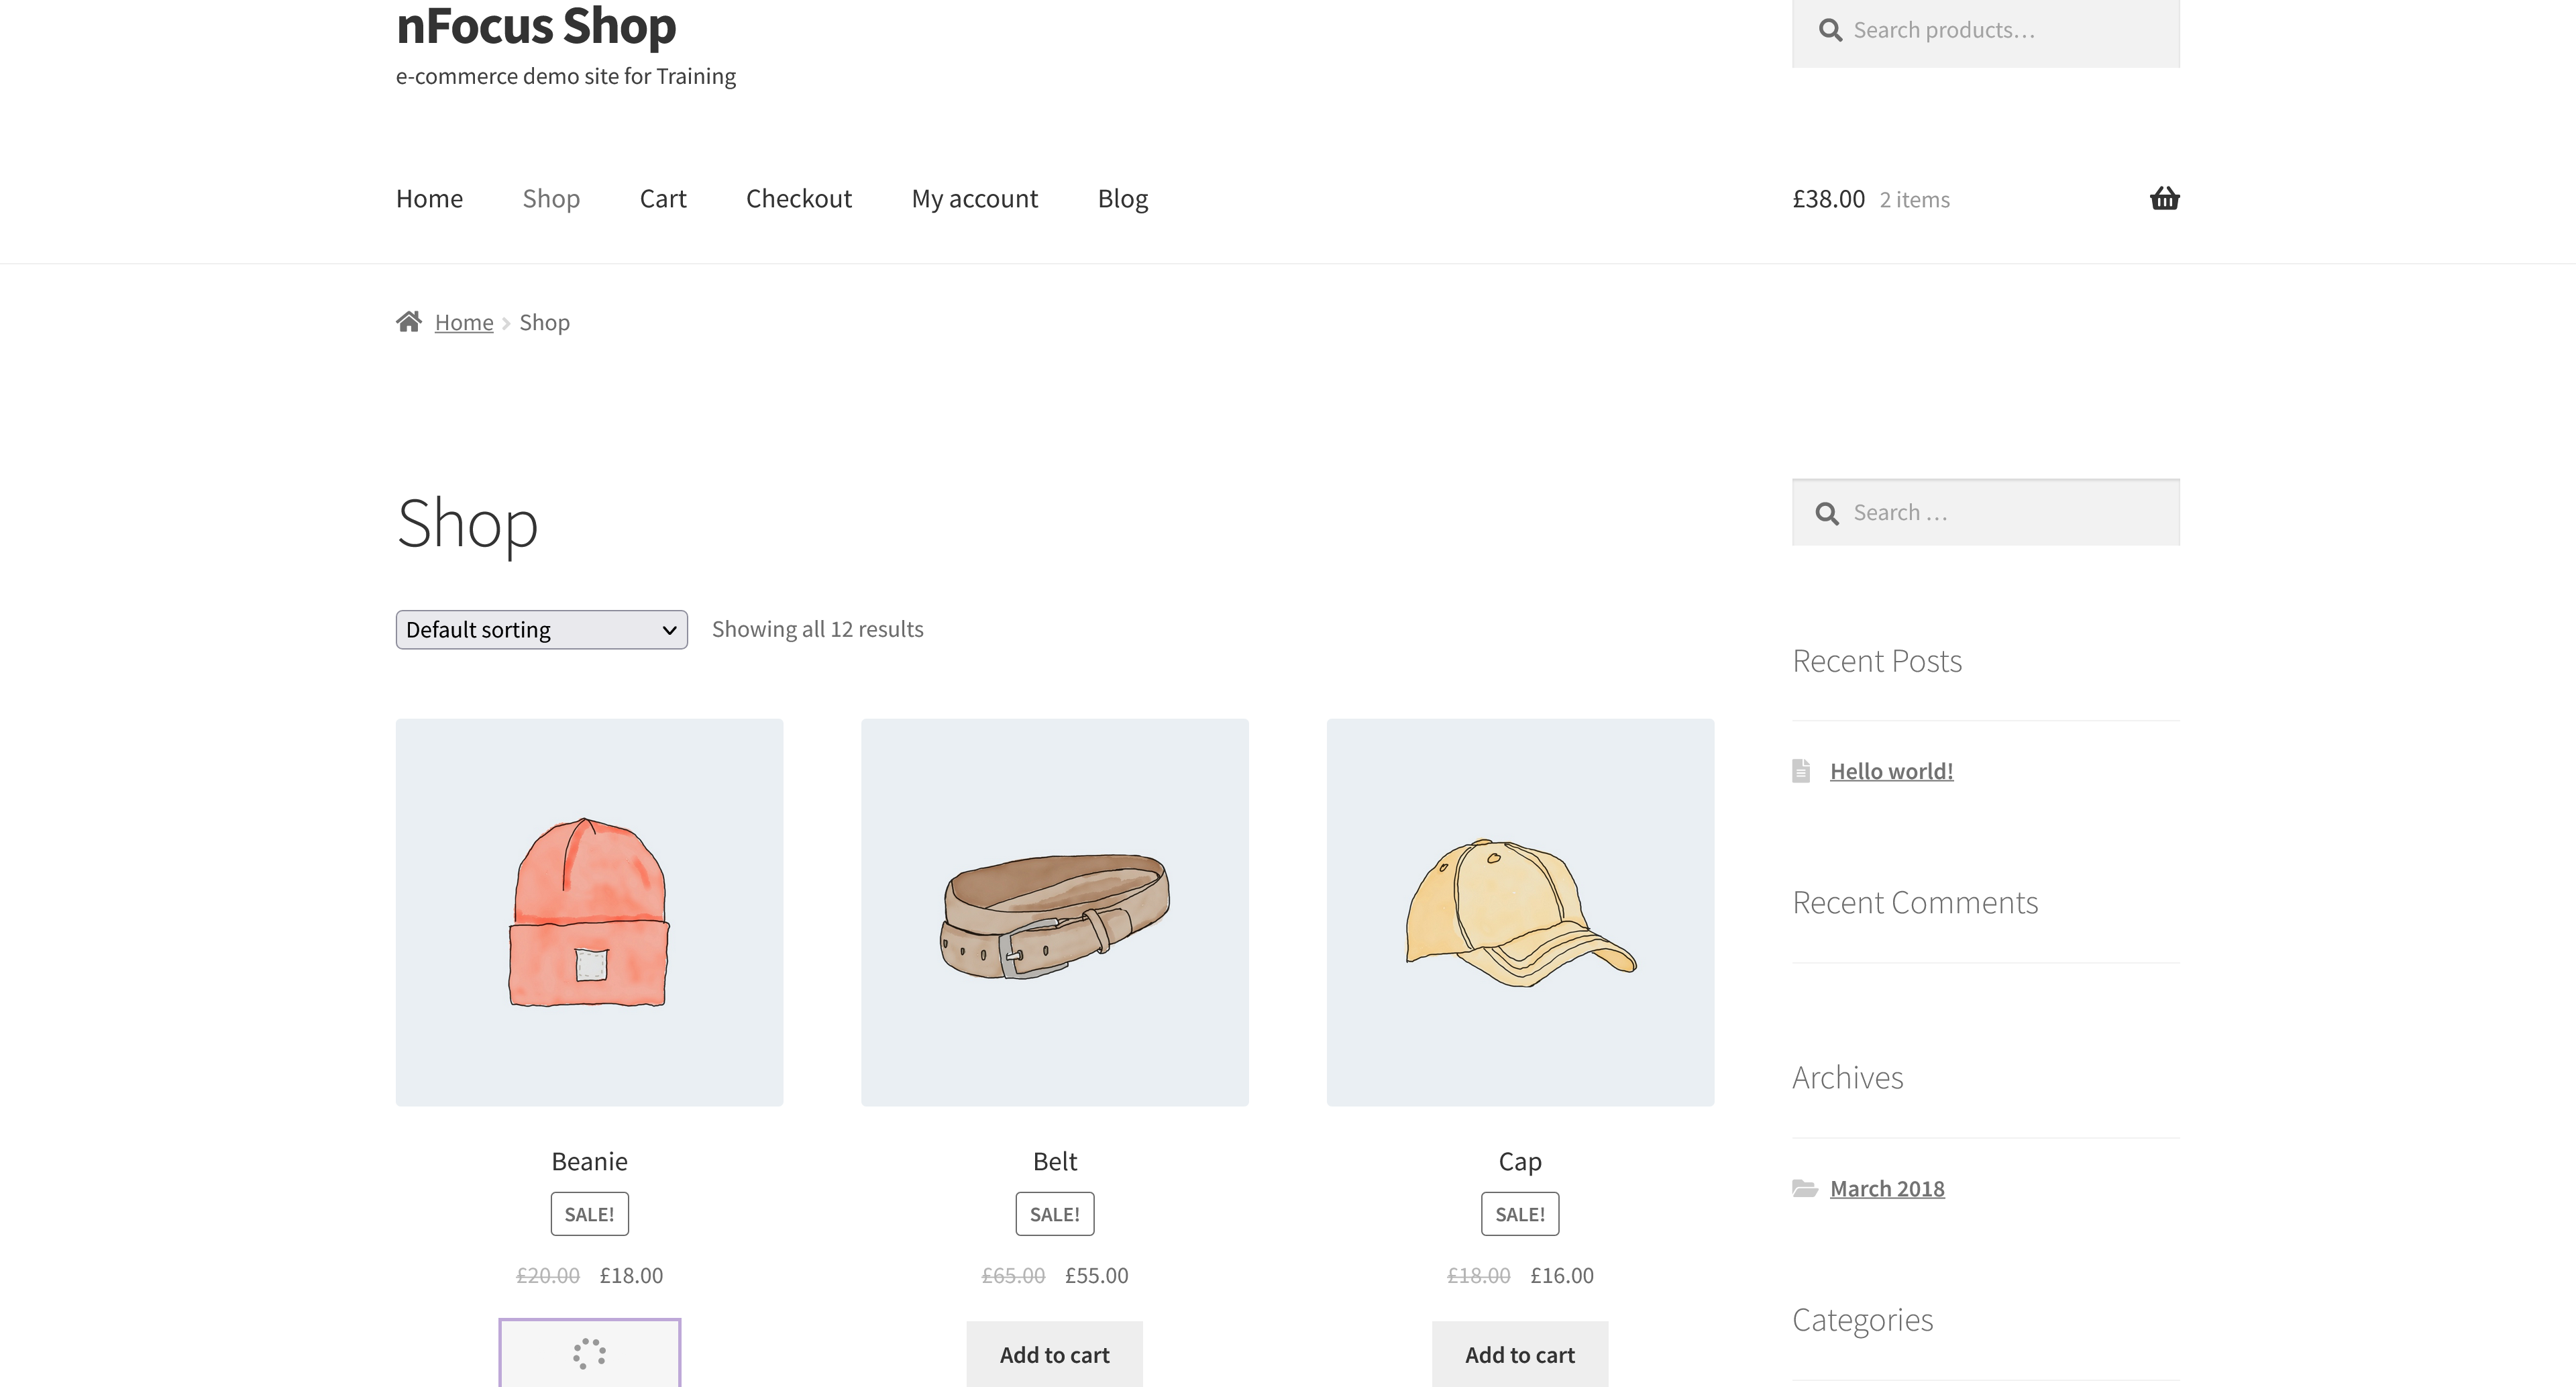 nFocus Shop
e-commerce demo site for Training
Search products…
Home Shop Cart Checkout My account Blog
£38.00 2 items
Home Shop
Shop
Default sorting Showing all 12 results
Beanie
SALE!
£20.00 £18.00
Belt
SALE!
£65.00 £55.00
Add to cart
Cap
SALE!
£18.00 £16.00
Add to cart
Search …
Recent Posts
Hello world!
Recent Comments
Archives
March 2018
Categories